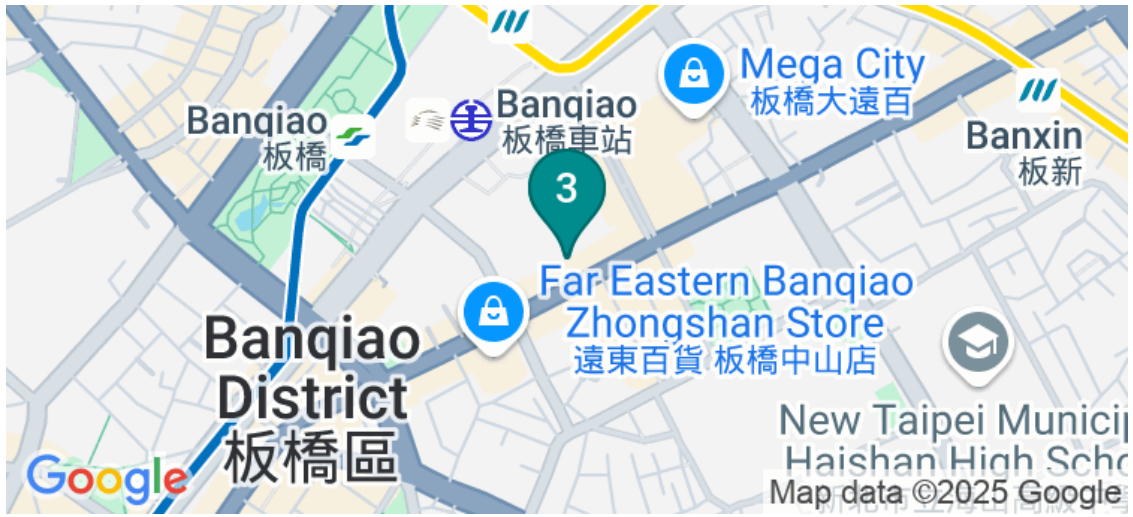 Mega City
板橋大遠百
Banqiao
板橋車站
Banqiao
板橋
Banxin
板新
3
Far Eastern Banqiao
Zhongshan Store
遠東百貨 板橋中山店
Banqiao
District
板橋區
New Taipei Municip
Haishan High Scho
Google
Map data ©2025 Google